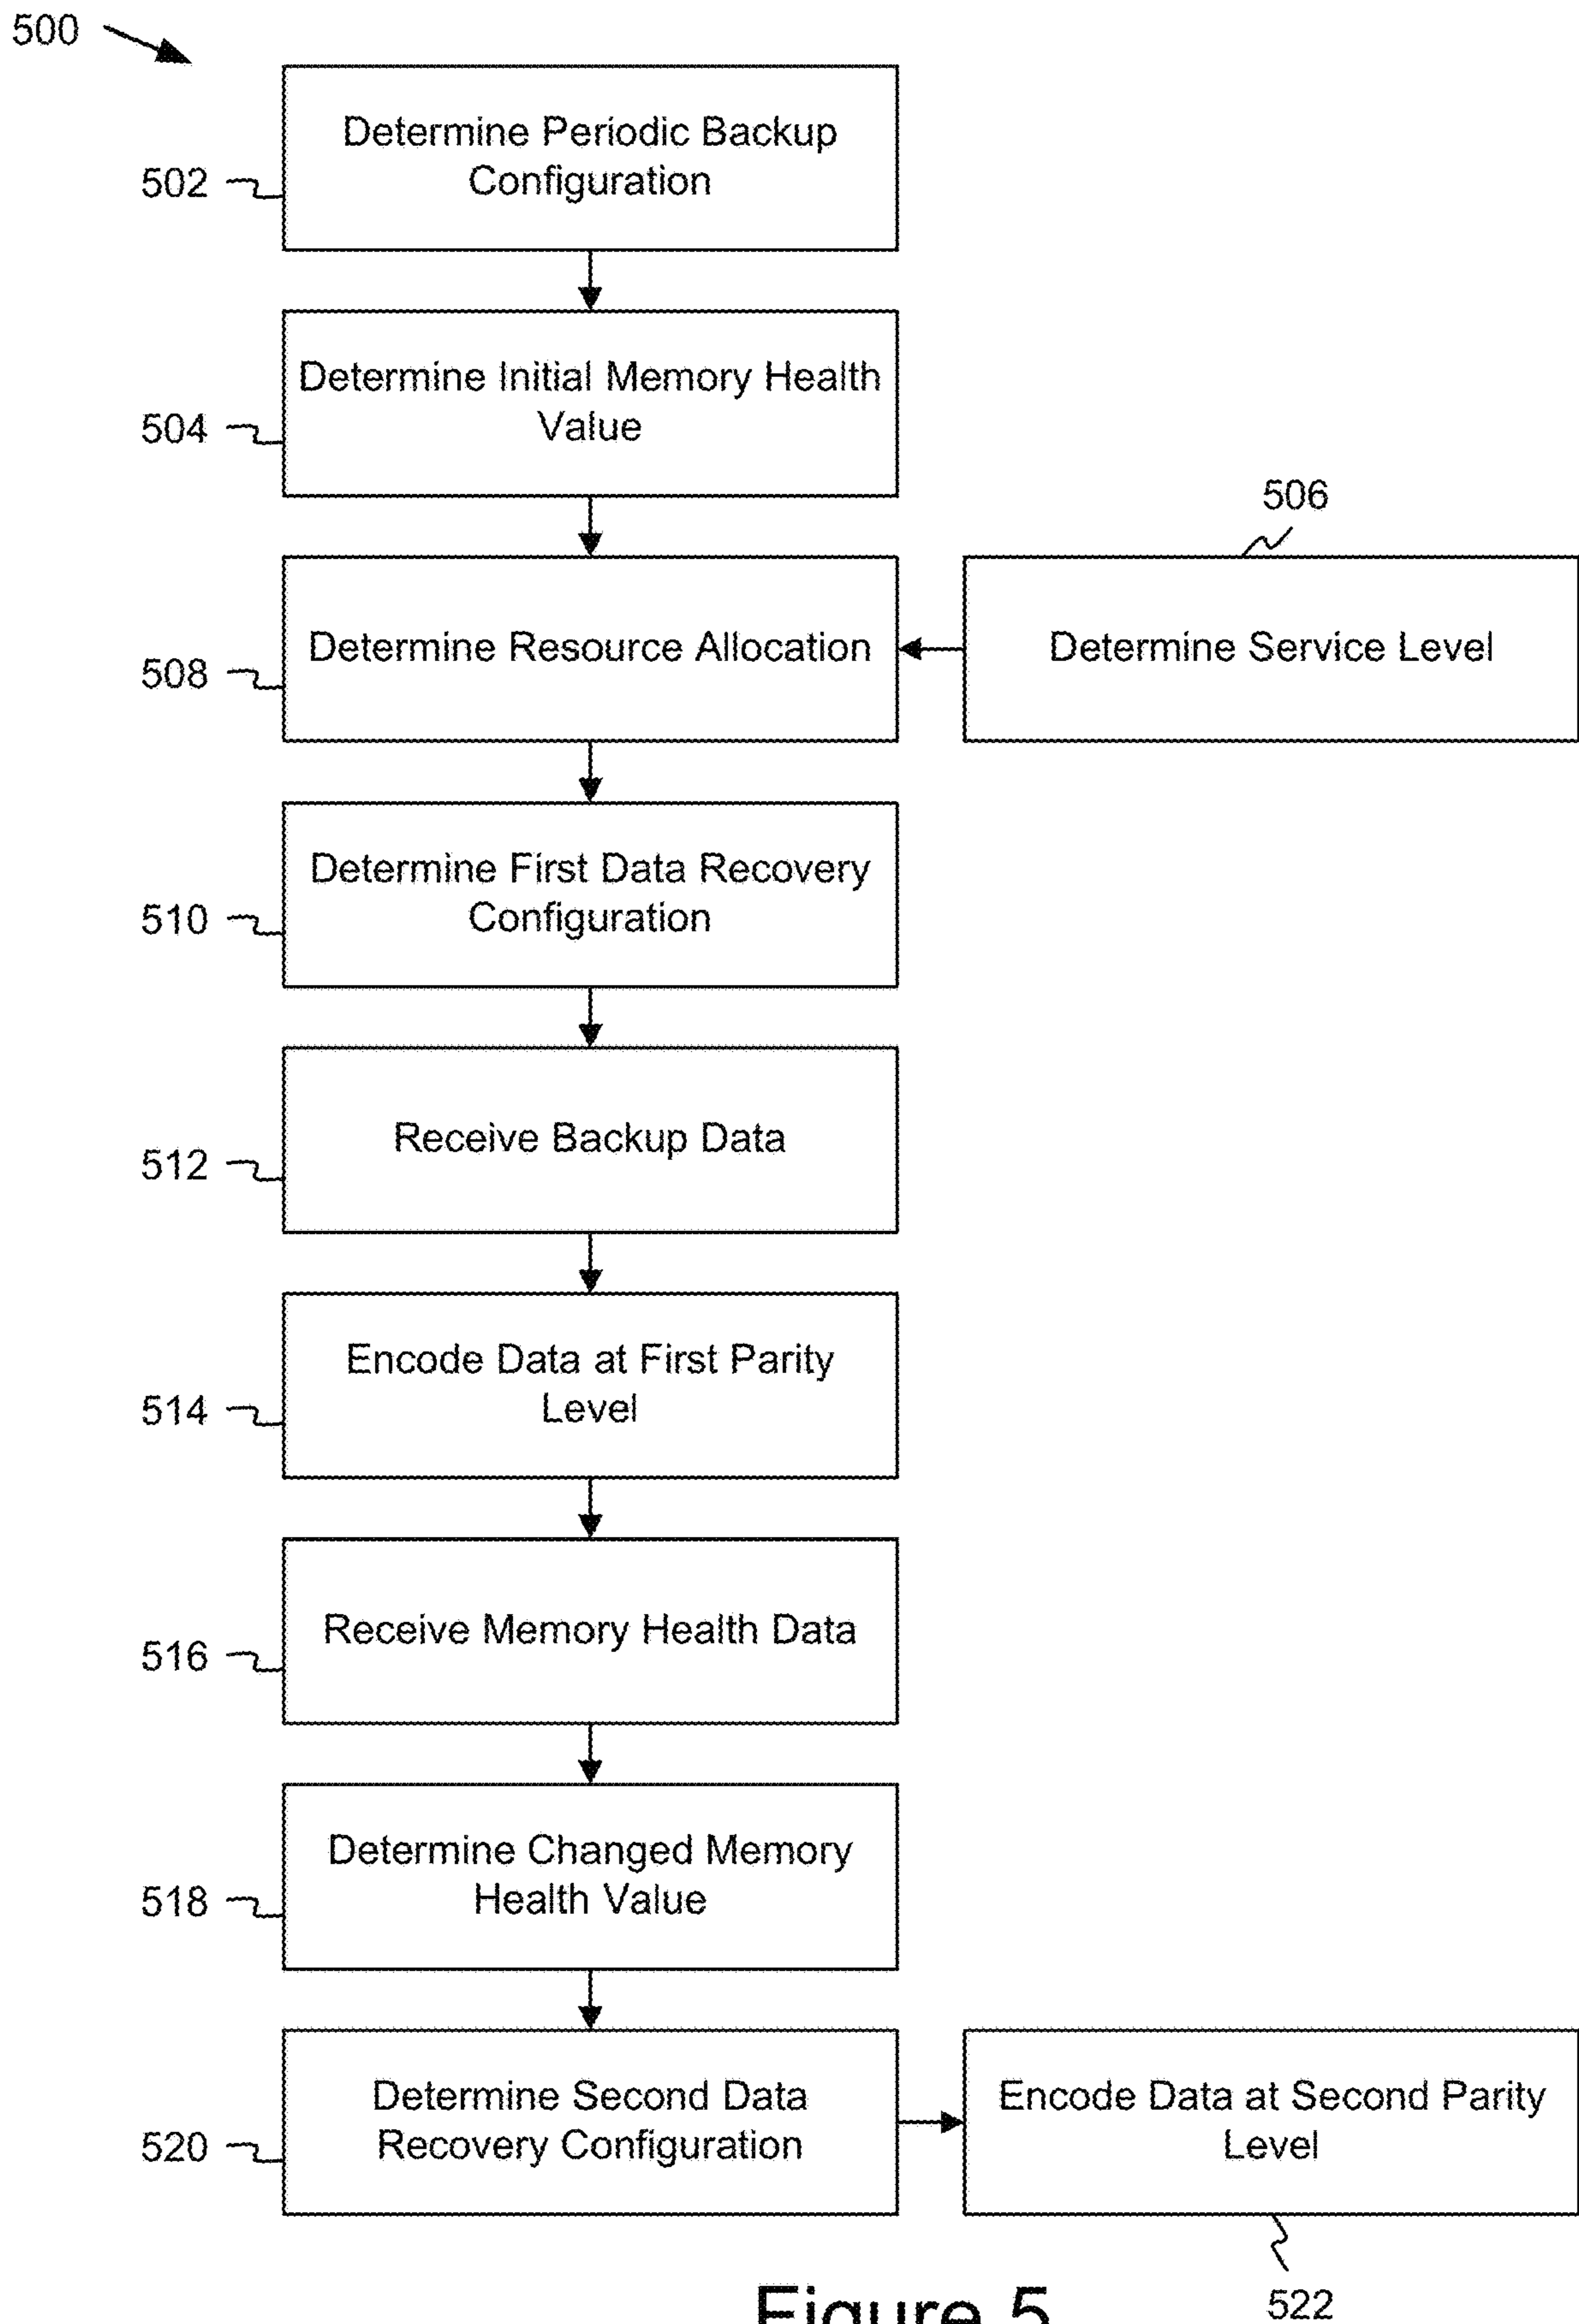 500
Determine Periodic Backup
Configuration
502
Determine Initial Memory Health
Value
504
506
Determine Resource Allocation
Determine Service Level
508
Determine First Data Recovery
Configuration
510
Receive Backup Data
512
Encode Data at First Parity
Level
514
Receive Memory Health Data
516
Determine Changed Memory
Health Value
518
Determine Second Data
Recovery Configuration
520
Encode Data at Second Parity
Level
522
Figure 5